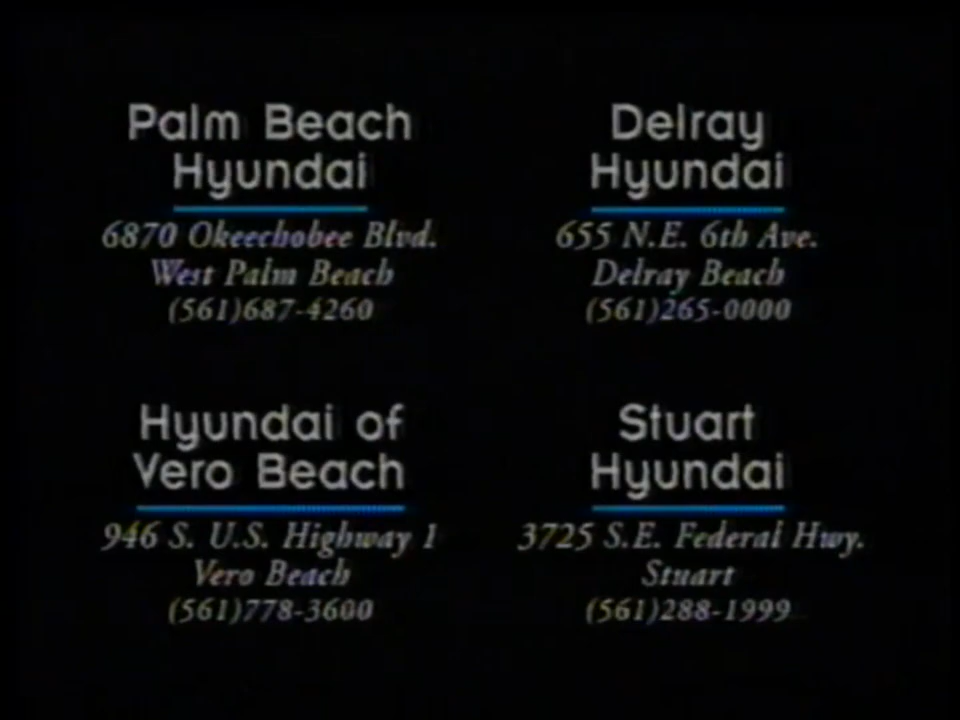 Palm Beach
Hyundai
6870 Okeechobee Blvd.
West Palm Beach
(561)687-4260
Delray
Hyundai
655 N.E. 6th Ave.
Delray Beach
(561)265-0000
Hyundai of
Vero Beach
946 S. U.S. Highway 1
Vero Beach
(561)778-3600
Stuart
Hyundai
3725 S.E. Federal Hwy.
Stuart
(561)288-1999